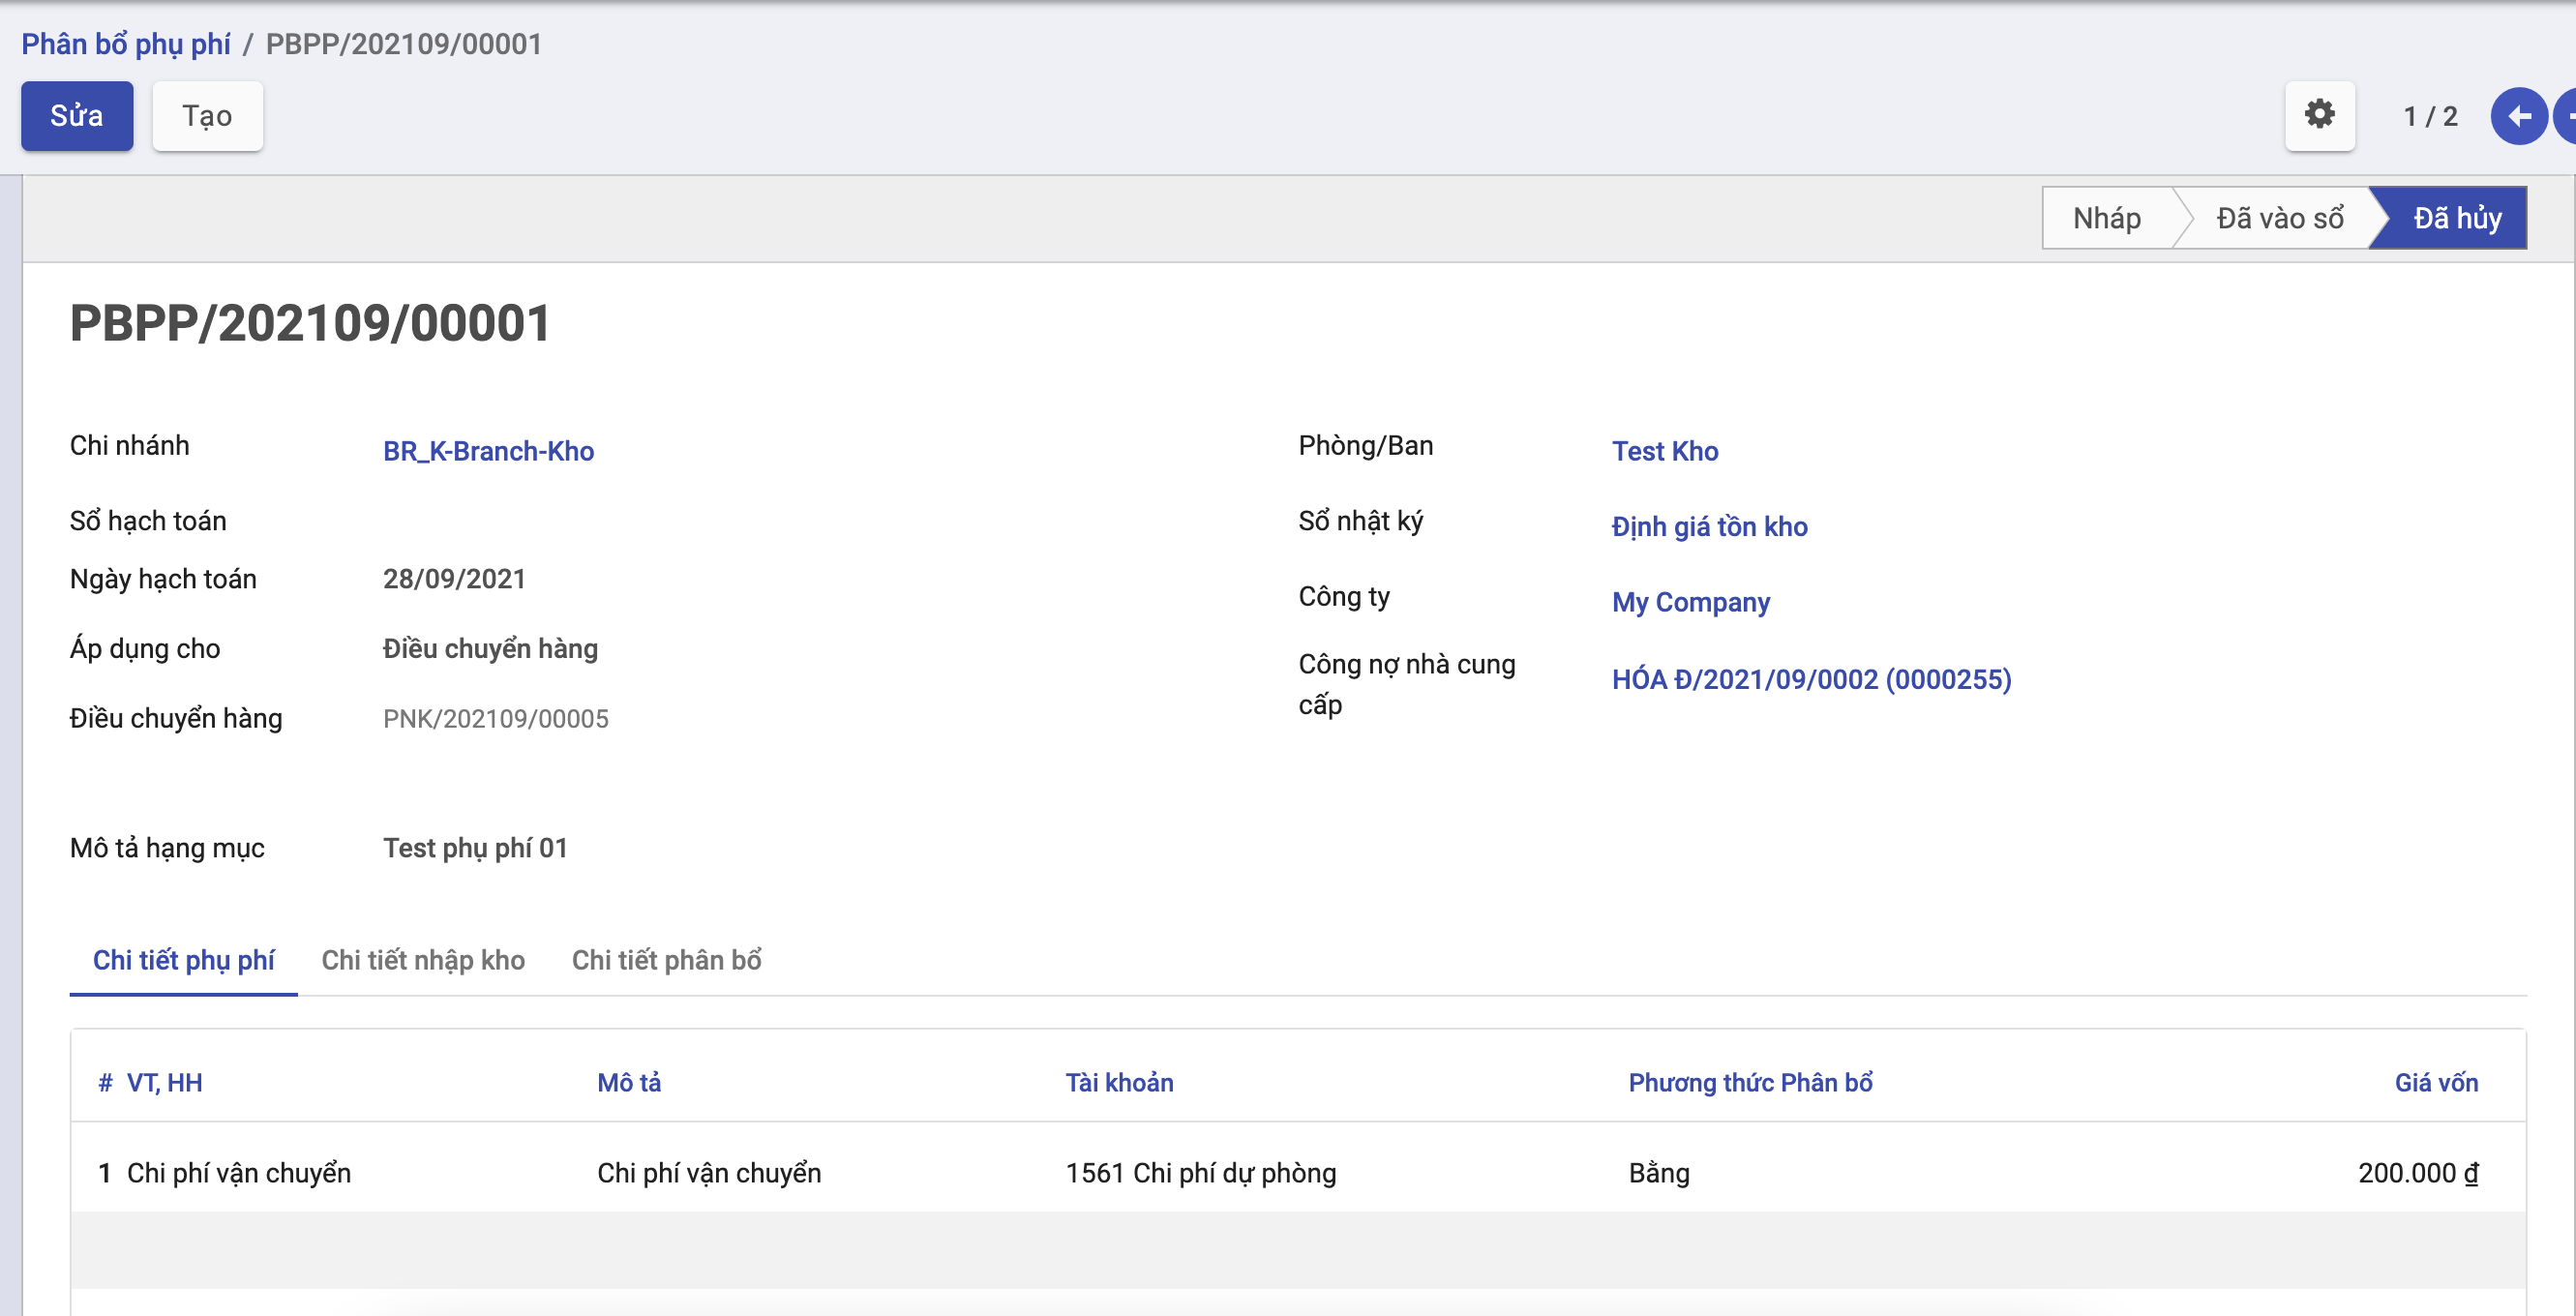 Phân bổ phụ phí / PBPP/202109/00001
Sửa Tạo 1 / 2
Nháp Đã vào sổ Đã hủy
PBPP/202109/00001
Chi nhánh BR_K-Branch-Kho Phòng/Ban Test Kho
Sổ hạch toán Sổ nhật ký Định giá tồn kho
Ngày hạch toán 28/09/2021 Công ty My Company
Áp dụng cho Điều chuyển hàng Công nợ nhà cung cấp HÓA Đ/2021/09/0002 (0000255)
Điều chuyển hàng PNK/202109/00005
Mô tả hạng mục Test phụ phí 01
Chi tiết phụ phí Chi tiết nhập kho Chi tiết phân bổ
# VT, HH Mô tả Tài khoản Phương thức Phân bổ Giá vốn
1 Chi phí vận chuyển Chi phí vận chuyển 1561 Chi phí dự phòng Bằng 200.000 ₫